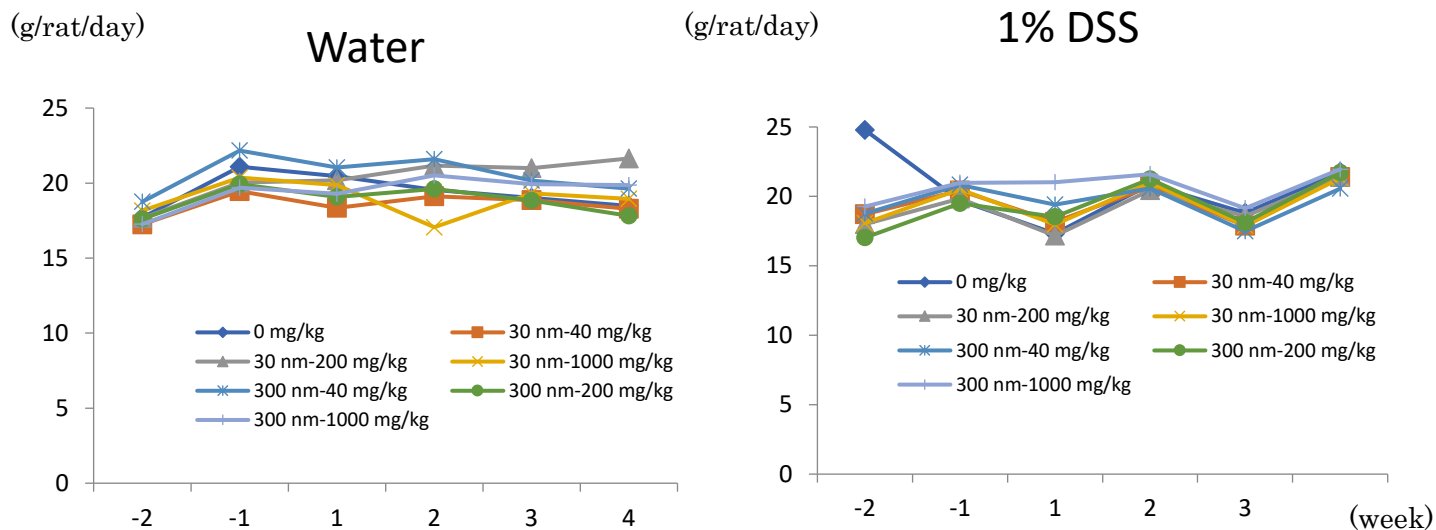 (g/rat/day)
Water
25
20
15
10
5
0
-2 -1 1 2 3 4
0 mg/kg 30 nm-40 mg/kg
30 nm-200 mg/kg 30 nm-1000 mg/kg
300 nm-40 mg/kg 300 nm-200 mg/kg
300 nm-1000 mg/kg
(g/rat/day)
1% DSS
25
20
15
10
5
0
-2 -1 1 2 3 (week)
0 mg/kg 30 nm-40 mg/kg
30 nm-200 mg/kg 30 nm-1000 mg/kg
300 nm-40 mg/kg 300 nm-200 mg/kg
300 nm-1000 mg/kg